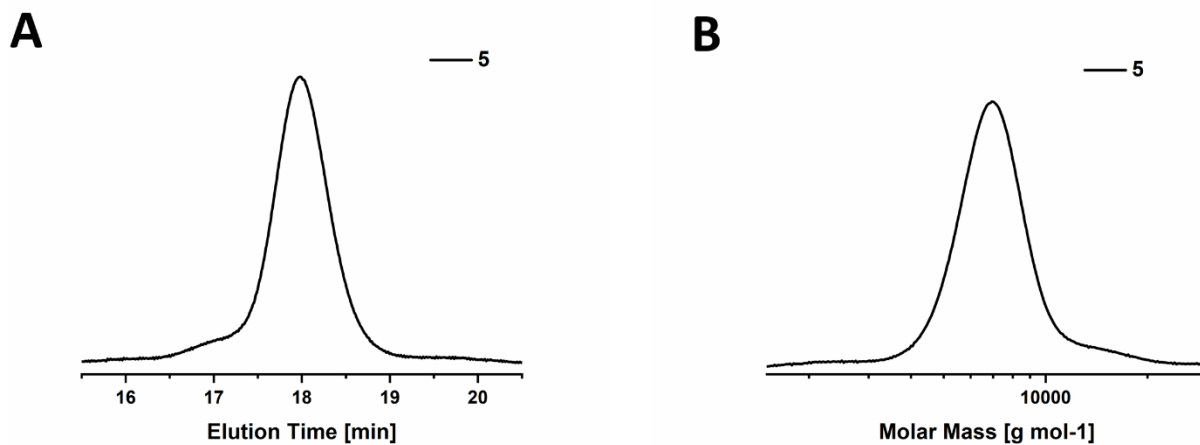 A
5
16 17 18 19 20
Elution Time [min]
B
5
10000
Molar Mass [g mol-1]